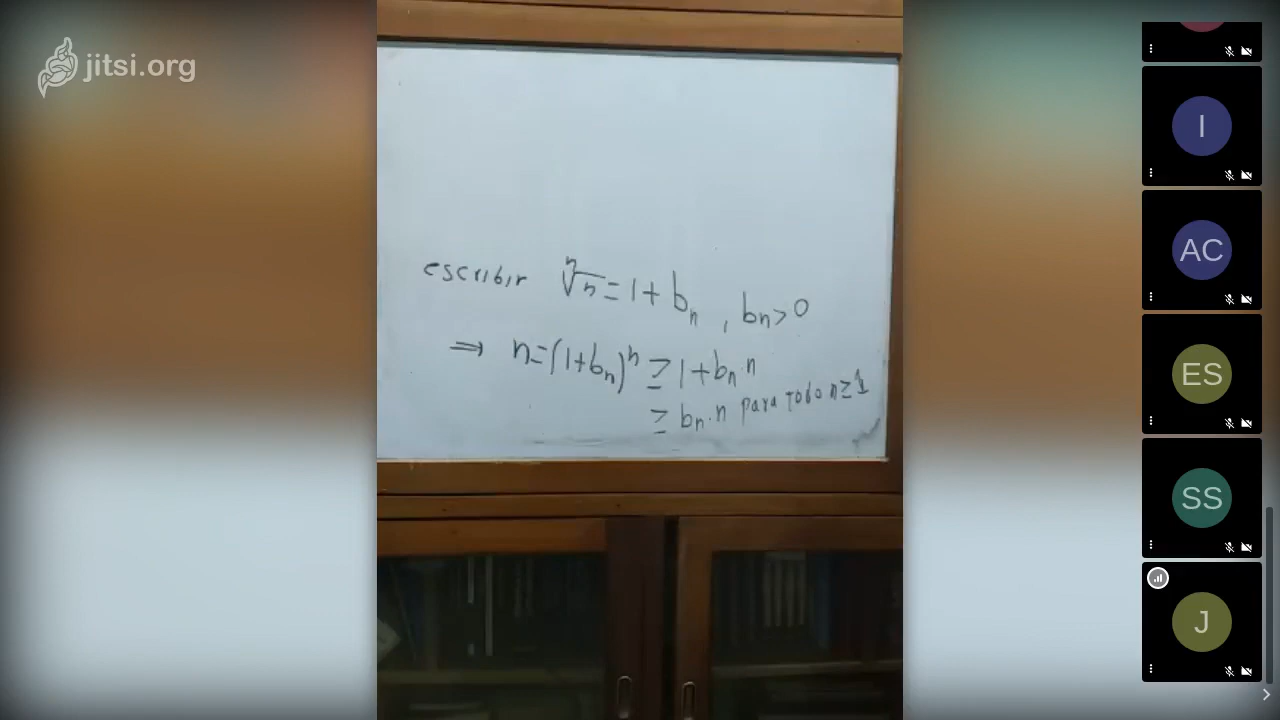 jitsi.org
escribir ⁿ√n = 1 + bₙ , bₙ > 0
⇒ n = (1+bₙ)ⁿ ≥ 1 + bₙ·n
≥ bₙ·n para todo n ≥ 1
I
AC
ES
SS
J